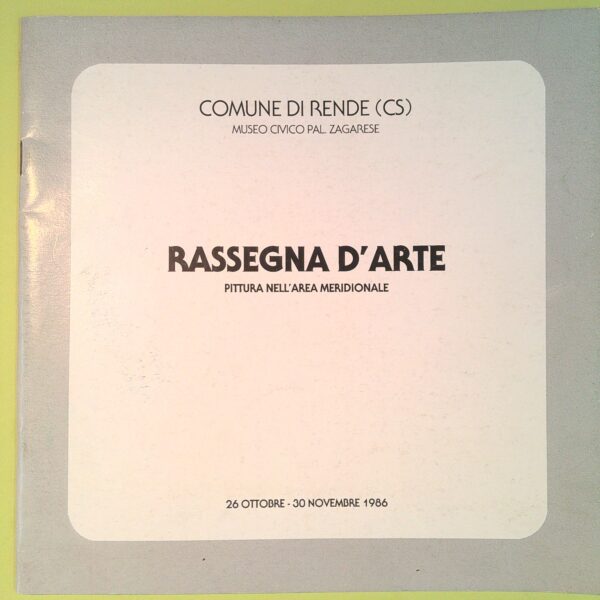 COMUNE DI RENDE (CS)
MUSEO CIVICO PAL. ZAGARESE
RASSEGNA D'ARTE
PITTURA NELL'AREA MERIDIONALE
26 OTTOBRE - 30 NOVEMBRE 1986